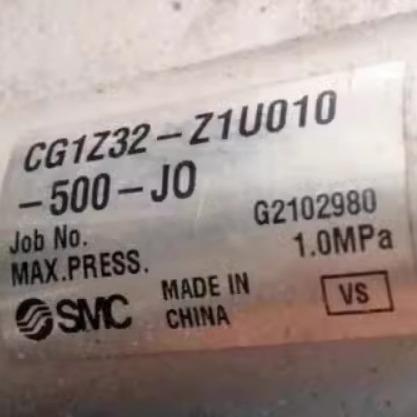 CG1Z32-Z1U010
-500-JO
Job No. G2102980
MAX.PRESS. 1.0MPa
SMC MADE IN CHINA VS